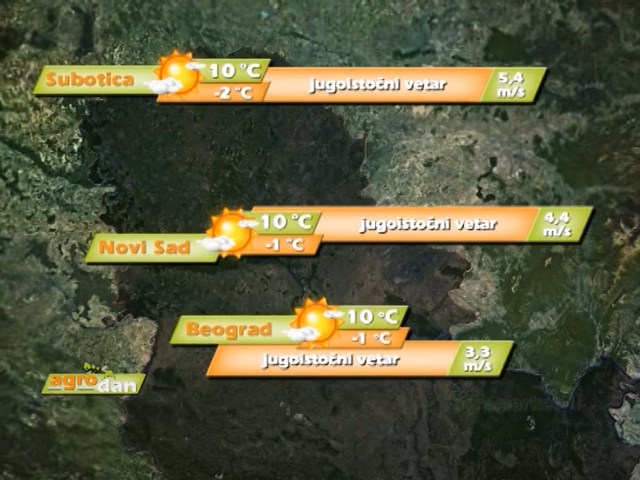 Subotica
10 °C
-2 °C
jugoistočni vetar
5,4
m/s
Novi Sad
10 °C
-1 °C
jugoistočni vetar
4,4
m/s
Beograd
10 °C
-1 °C
jugoistočni vetar
3,3
m/s
agro
dan